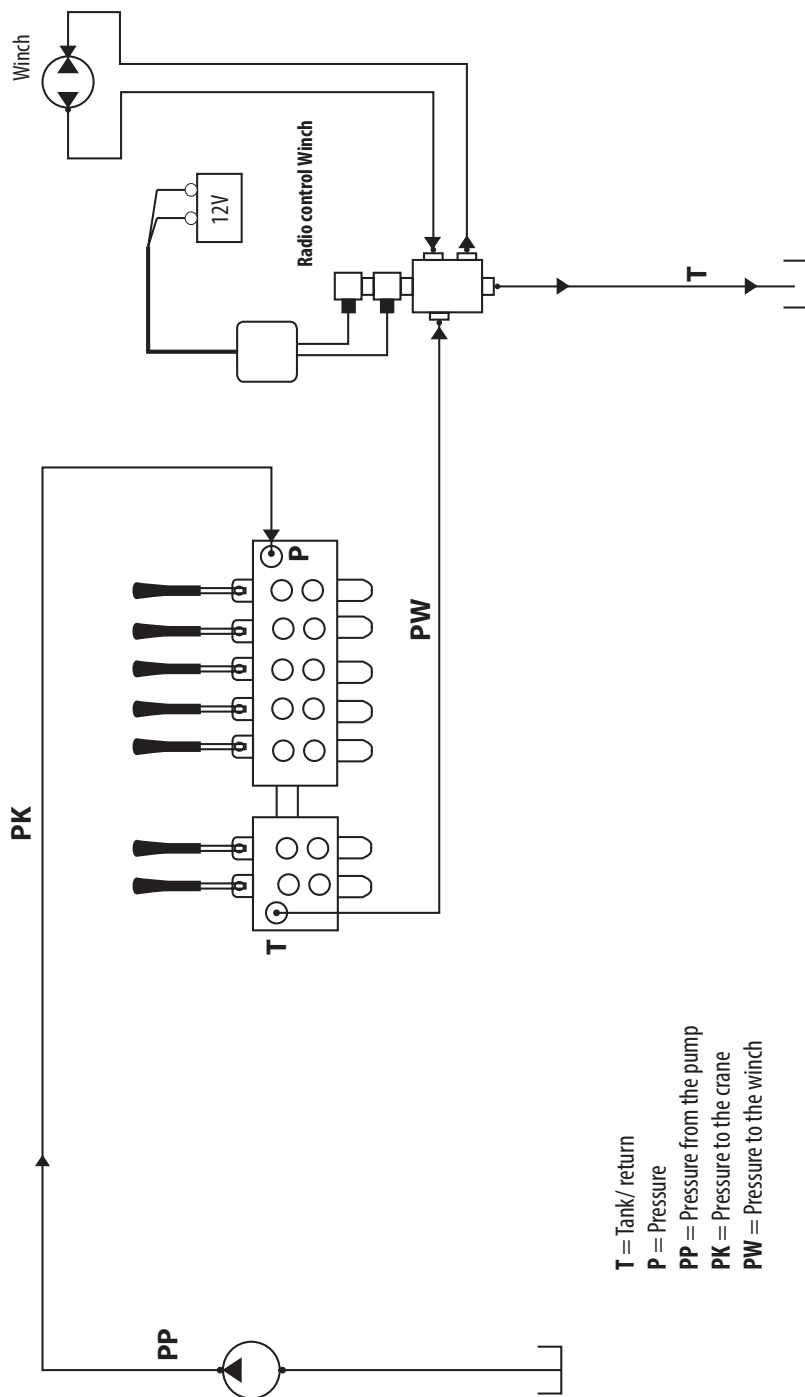 Winch
12V
Radio control Winch
T
PK
P
PW
T
PP
T = Tank/ return
P = Pressure
PP = Pressure from the pump
PK = Pressure to the crane
PW = Pressure to the winch